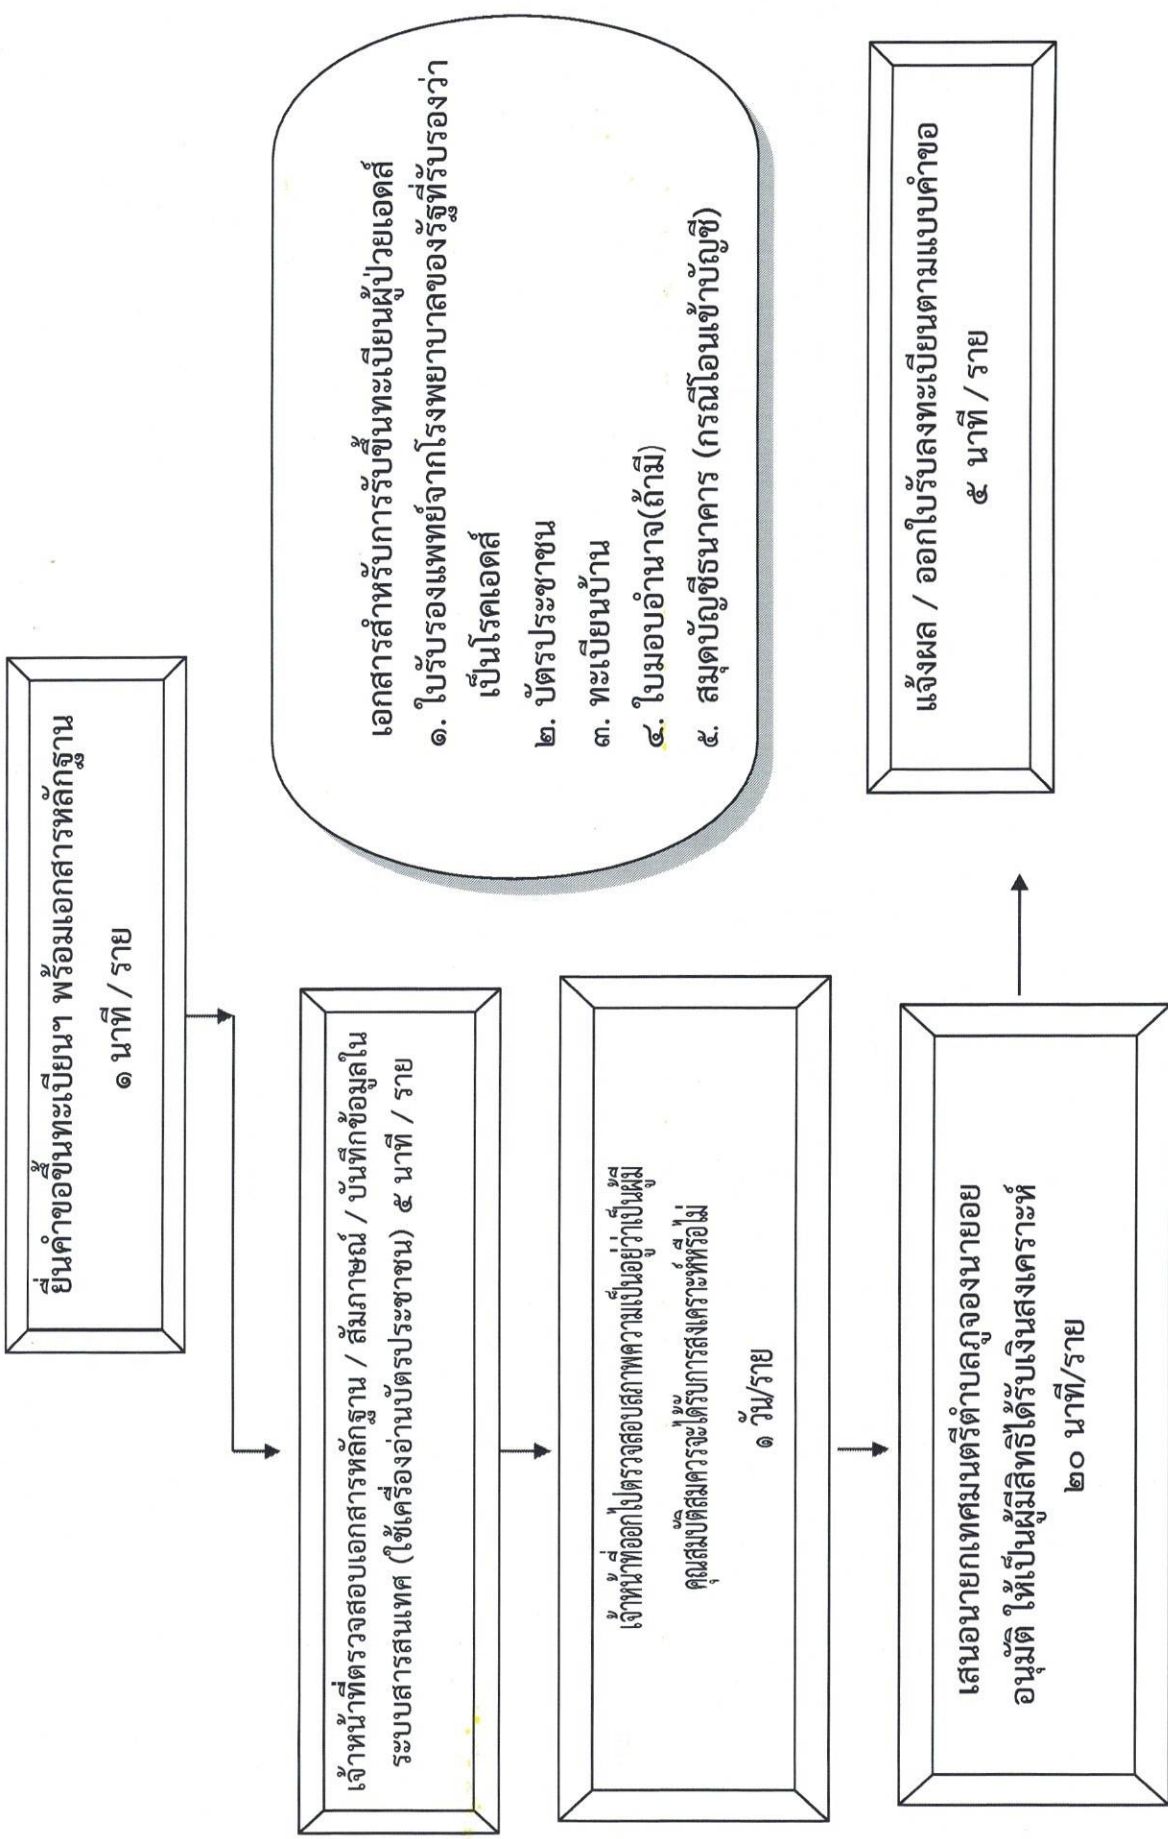 ยื่นคำขอขึ้นทะเบียนฯ พร้อมเอกสารหลักฐาน
๑ นาที / ราย
เจ้าหน้าที่ตรวจสอบเอกสารหลักฐาน / สัมภาษณ์ / บันทึกข้อมูลใน
ระบบสารสนเทศ (ใช้เครื่องอ่านบัตรประชาชน) ๕ นาที / ราย
เจ้าหน้าที่ออกไปตรวจสอบสภาพความเป็นอยู่ว่าเป็นผู้มี
คุณสมบัติสมควรจะได้รับการสงเคราะห์หรือไม่
๑ วัน/ราย
เสนอนายกเทศมนตรีตำบลภูจองนายอย
อนุมัติ ให้เป็นผู้มีสิทธิได้รับเงินสงเคราะห์
๒๐ นาที/ราย
แจ้งผล / ออกใบรับลงทะเบียนตามแบบคำขอ
๕ นาที / ราย
เอกสารสำหรับการรับขึ้นทะเบียนผู้ป่วยเอดส์
๑. ใบรับรองแพทย์จากโรงพยาบาลของรัฐที่รับรองว่า
เป็นโรคเอดส์
๒. บัตรประชาชน
๓. ทะเบียนบ้าน
๔. ใบมอบอำนาจ(ถ้ามี)
๕. สมุดบัญชีธนาคาร (กรณีโอนเข้าบัญชี)